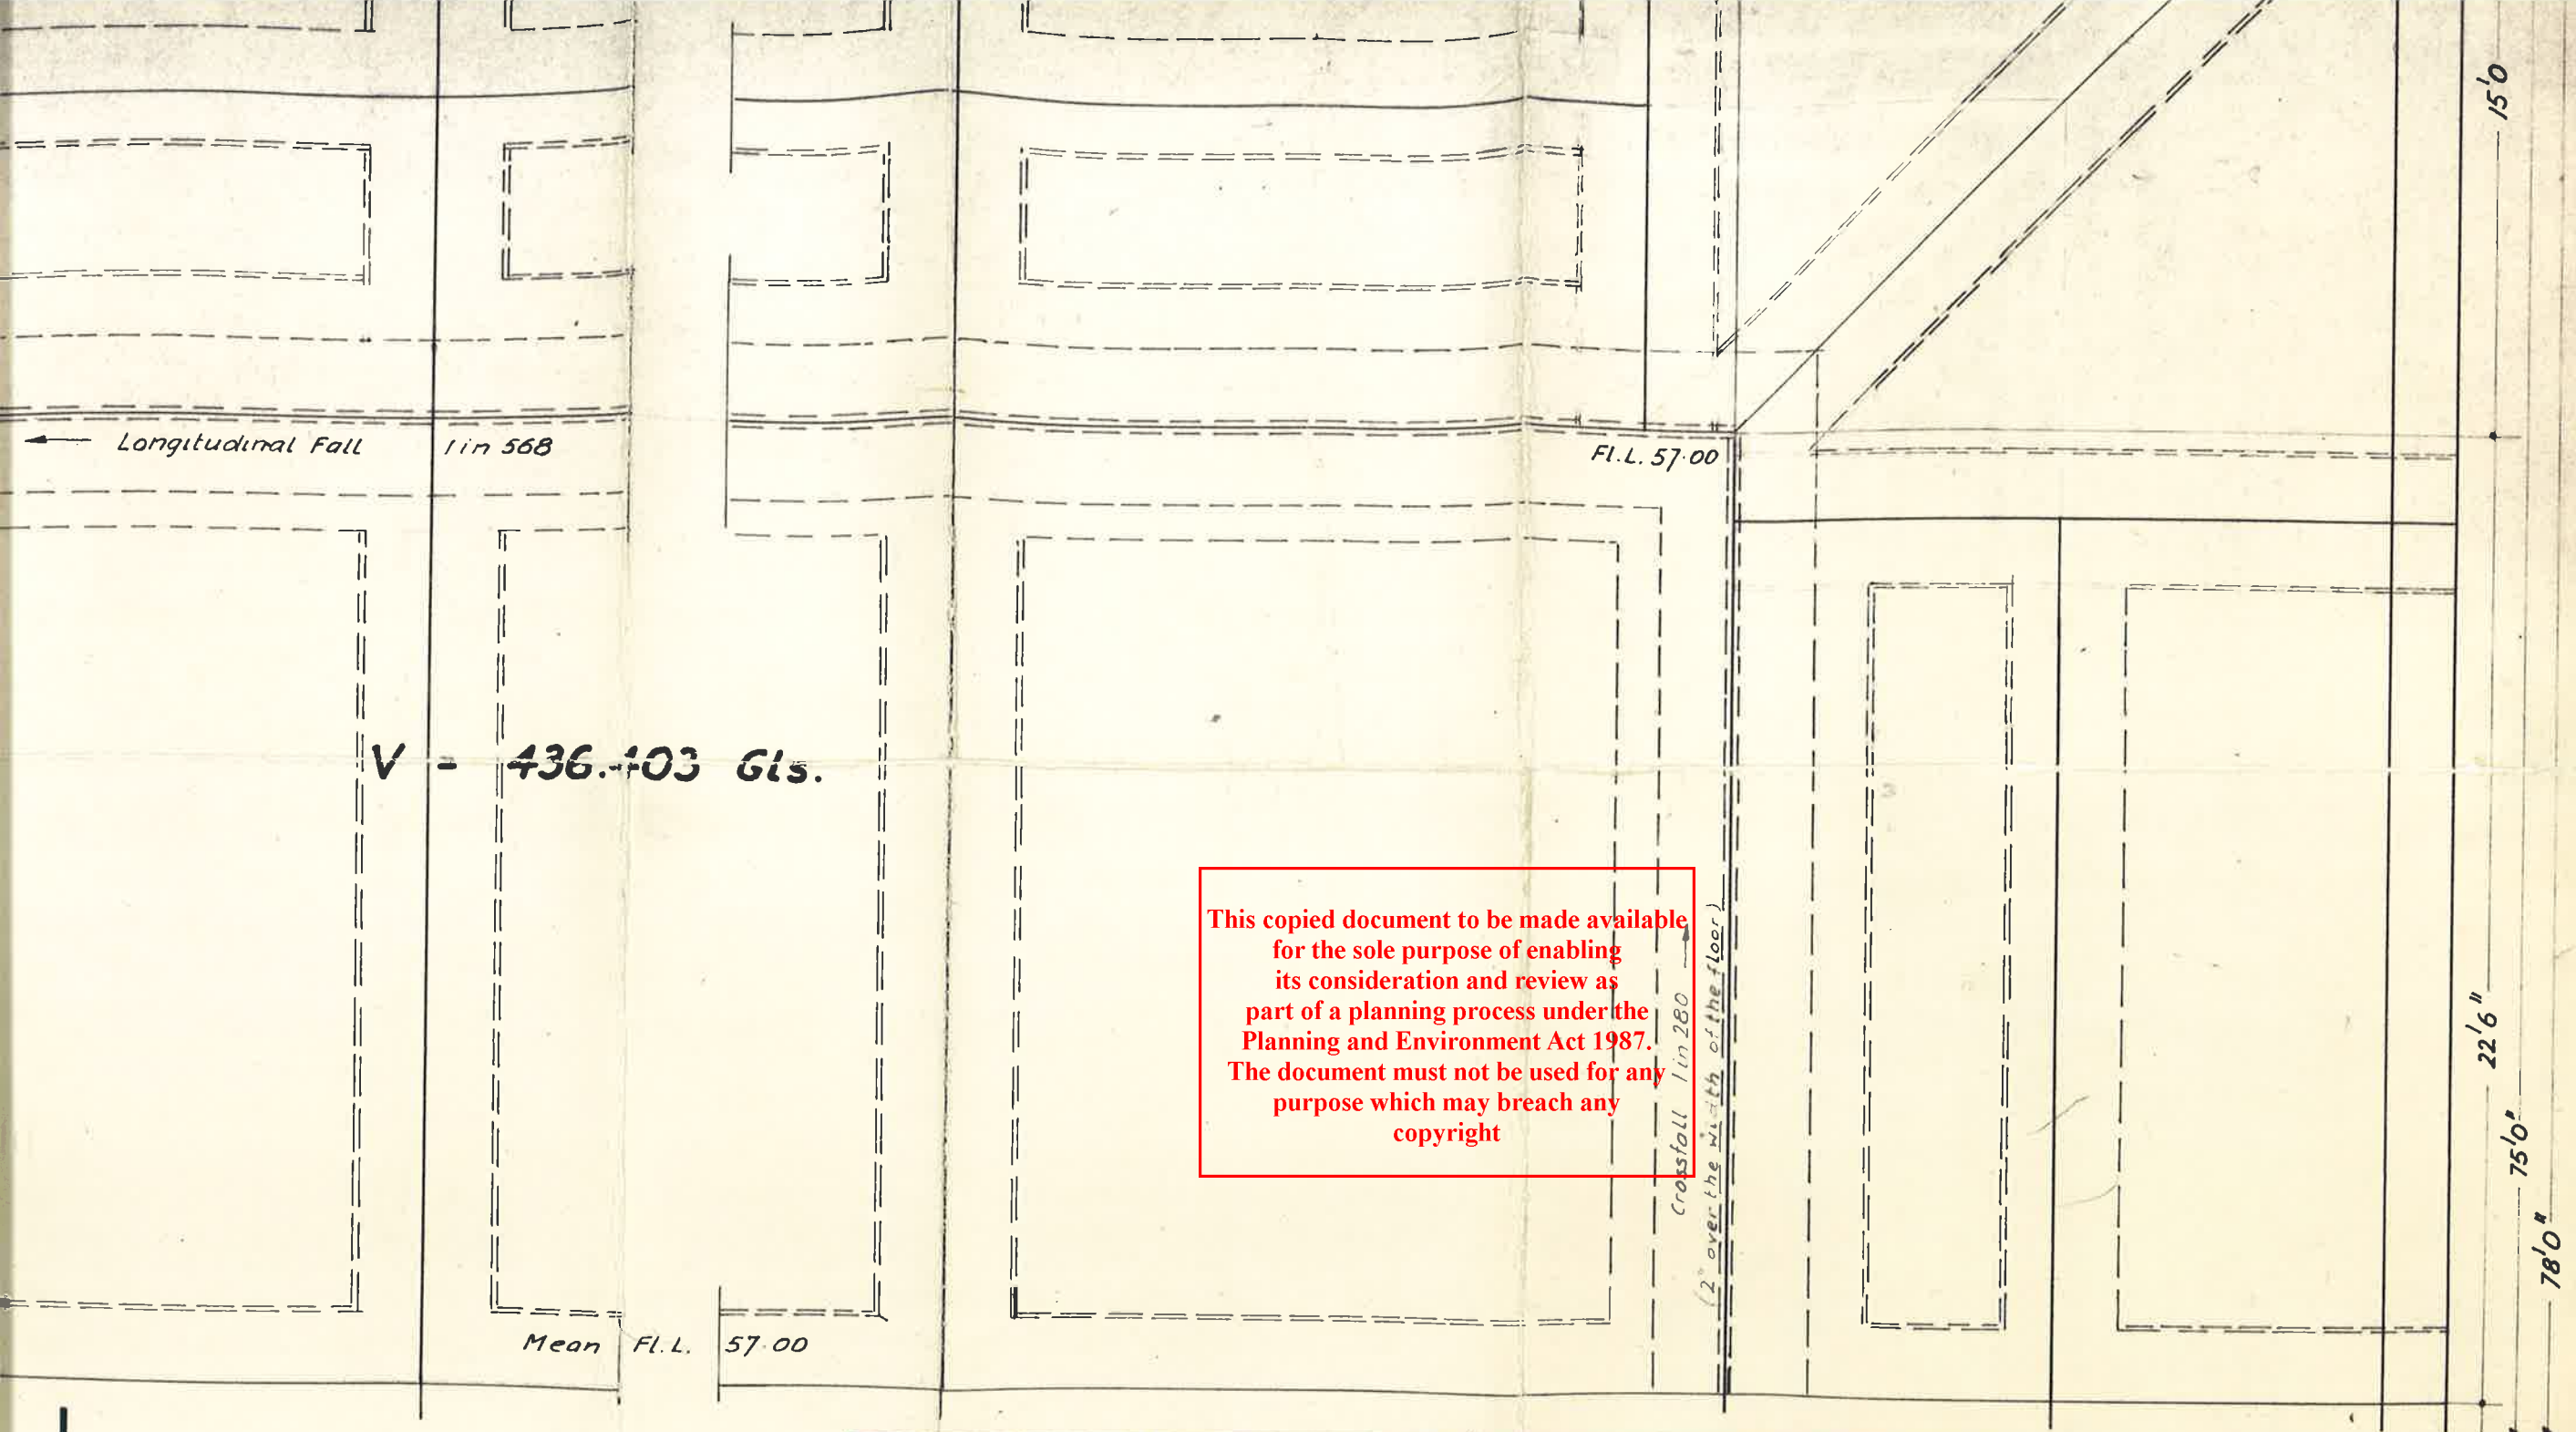 15'0
Longitudinal Fall 1 in 568
Fl.L. 57·00
V = 436.403 Gls.
This copied document to be made available
for the sole purpose of enabling
its consideration and review as
part of a planning process under the
Planning and Environment Act 1987.
The document must not be used for any
purpose which may breach any
copyright
Crossfall 1 in 280
(2" over the width of the floor)
22'6"
75'0"
78'0"
Mean Fl.L. 57·00